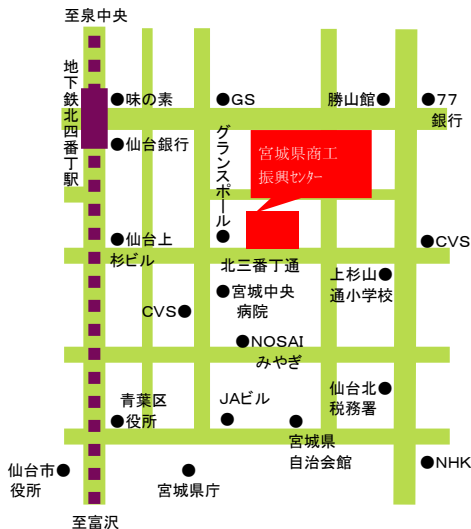 至泉中央
地下鉄北四番丁駅
●味の素
●GS
勝山館●
●77
銀行
●仙台銀行
グランスポール
宮城県商工
振興センター
●仙台上
杉ビル
●CVS
北三番丁通
上杉山●
通小学校
●宮城中央
病院
CVS●
●NOSAI
みやぎ
青葉区
●役所
JAビル
仙台北●
税務署
宮城県
自治会館
仙台市●
役所
宮城県庁
●NHK
至富沢